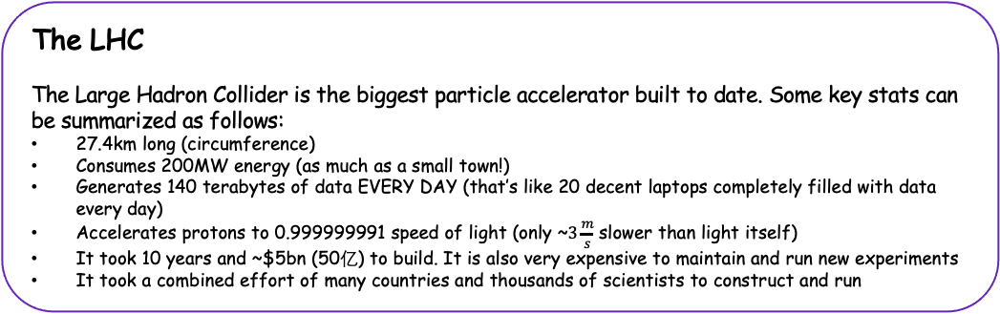 The LHC
The Large Hadron Collider is the biggest particle accelerator built to date. Some key stats can
be summarized as follows:
• 27.4km long (circumference)
• Consumes 200MW energy (as much as a small town!)
• Generates 140 terabytes of data EVERY DAY (that's like 20 decent laptops completely filled with data
every day)
• Accelerates protons to 0.999999991 speed of light (only ~3 m/s slower than light itself)
• It took 10 years and ~$5bn (50亿) to build. It is also very expensive to maintain and run new experiments
• It took a combined effort of many countries and thousands of scientists to construct and run